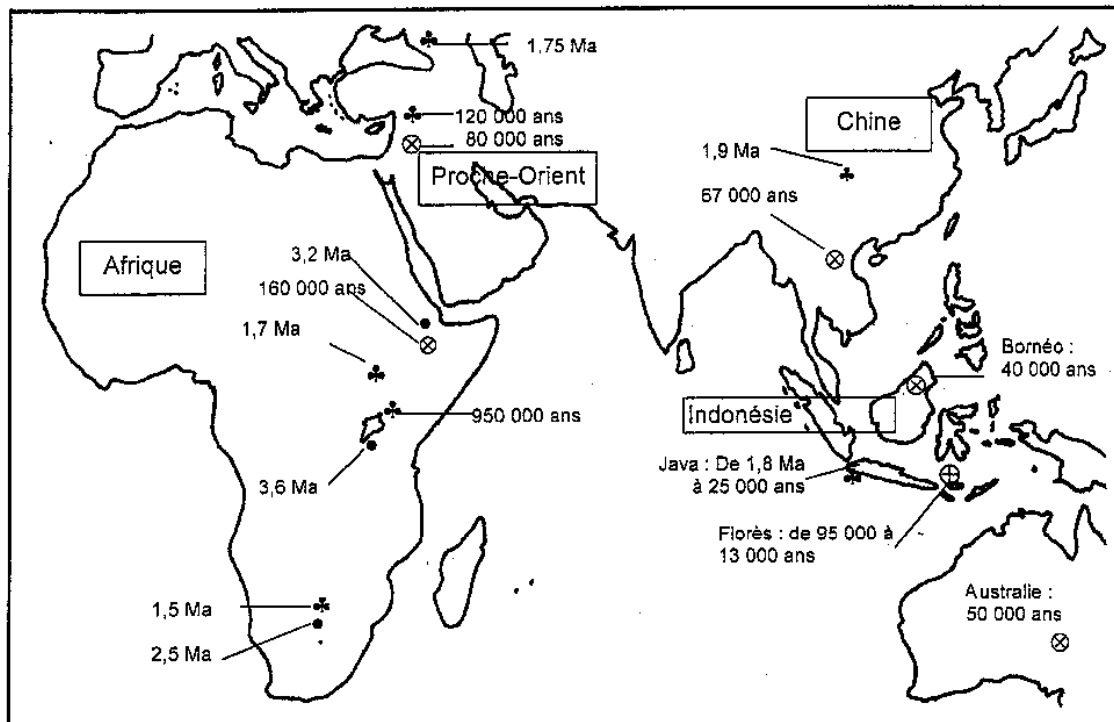 1,75 Ma
120 000 ans
80 000 ans
Proche-Orient
Chine
1,9 Ma
67 000 ans
Afrique
3,2 Ma
160 000 ans
1,7 Ma
950 000 ans
3,6 Ma
1,5 Ma
2,5 Ma
Bornéo :
40 000 ans
Indonésie
Java : De 1,8 Ma
à 25 000 ans
Florès : de 95 000 à
13 000 ans
Australie :
50 000 ans